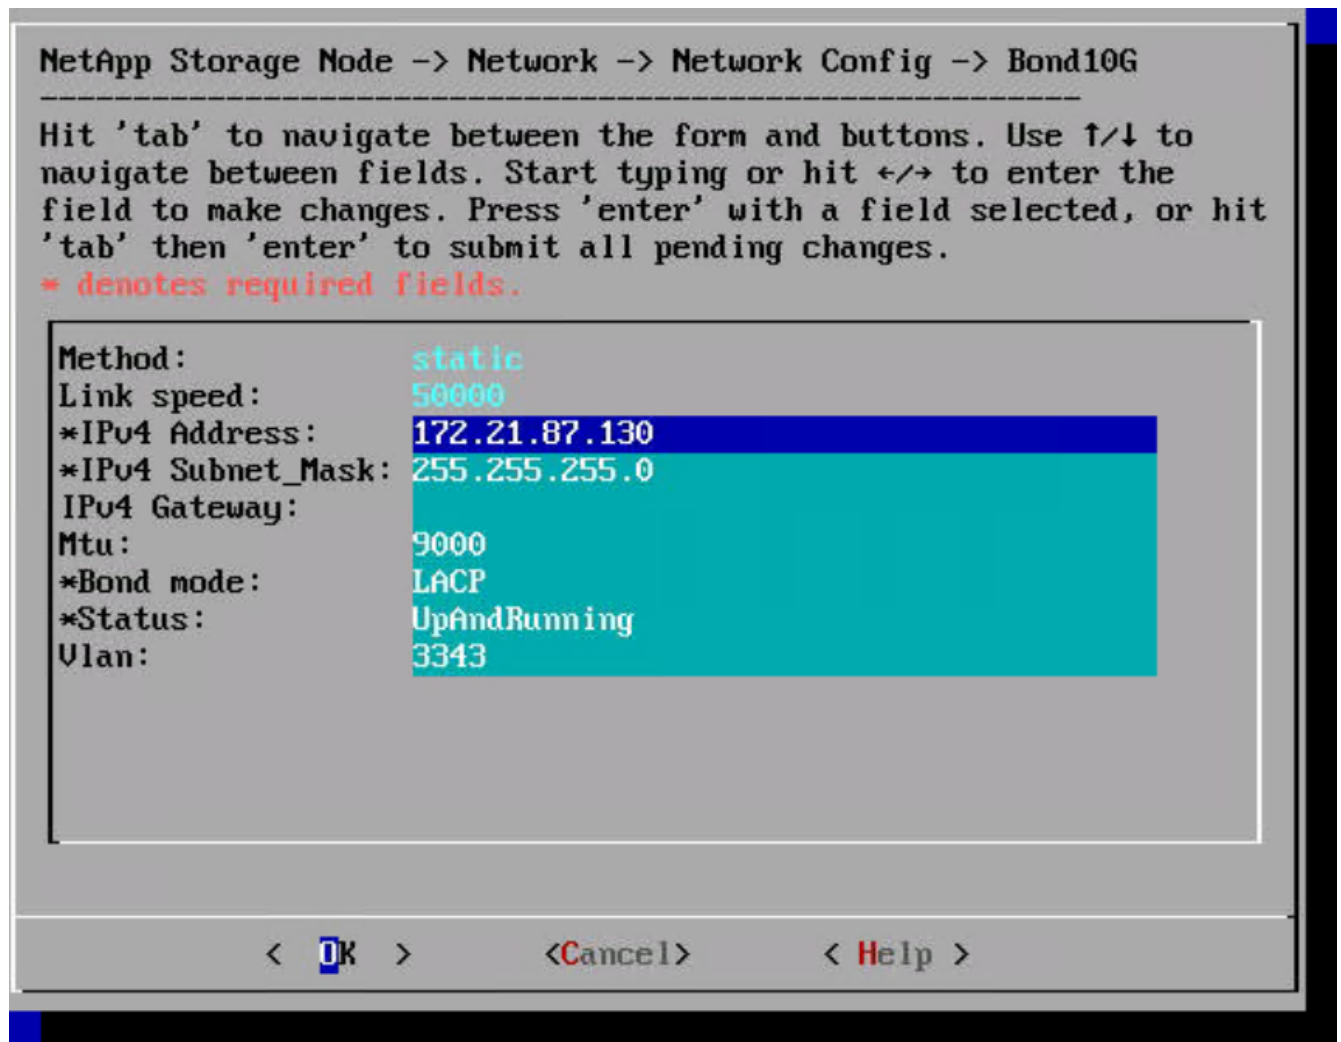 NetApp Storage Node -> Network -> Network Config -> Bond10G
Hit 'tab' to navigate between the form and buttons. Use ↑/↓ to
navigate between fields. Start typing or hit ←/→ to enter the
field to make changes. Press 'enter' with a field selected, or hit
'tab' then 'enter' to submit all pending changes.
* denotes required fields.
Method: static
Link speed: 50000
*IPv4 Address: 172.21.87.130
*IPv4 Subnet_Mask: 255.255.255.0
IPv4 Gateway:
Mtu: 9000
*Bond mode: LACP
*Status: UpAndRunning
Vlan: 3343
< OK > <Cancel> < Help >